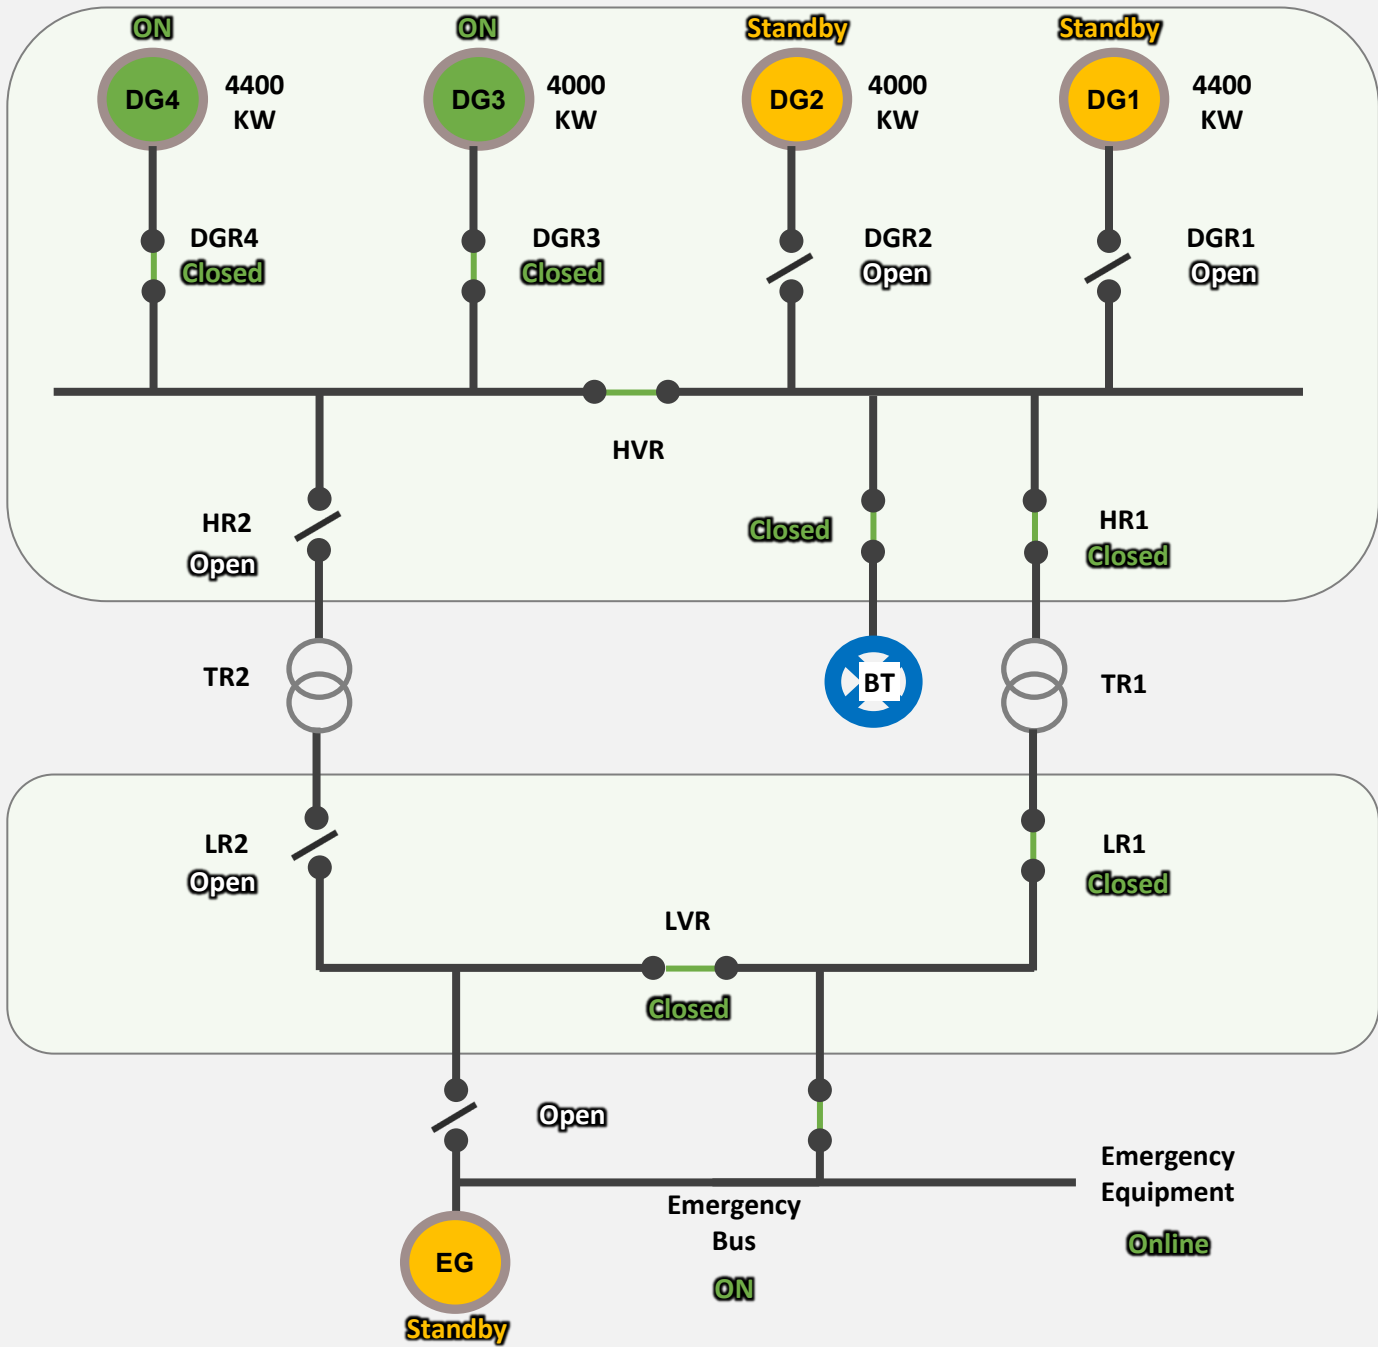 ON
ON
Standby
Standby
DG4
4400
KW
DG3
4000
KW
DG2
4000
KW
DG1
4400
KW
DGR4
Closed
DGR3
Closed
DGR2
Open
DGR1
Open
HVR
HR2
Open
Closed
HR1
Closed
TR2
BT
TR1
LR2
Open
LR1
Closed
LVR
Closed
Open
Emergency
Equipment
Online
Emergency
Bus
ON
EG
Standby